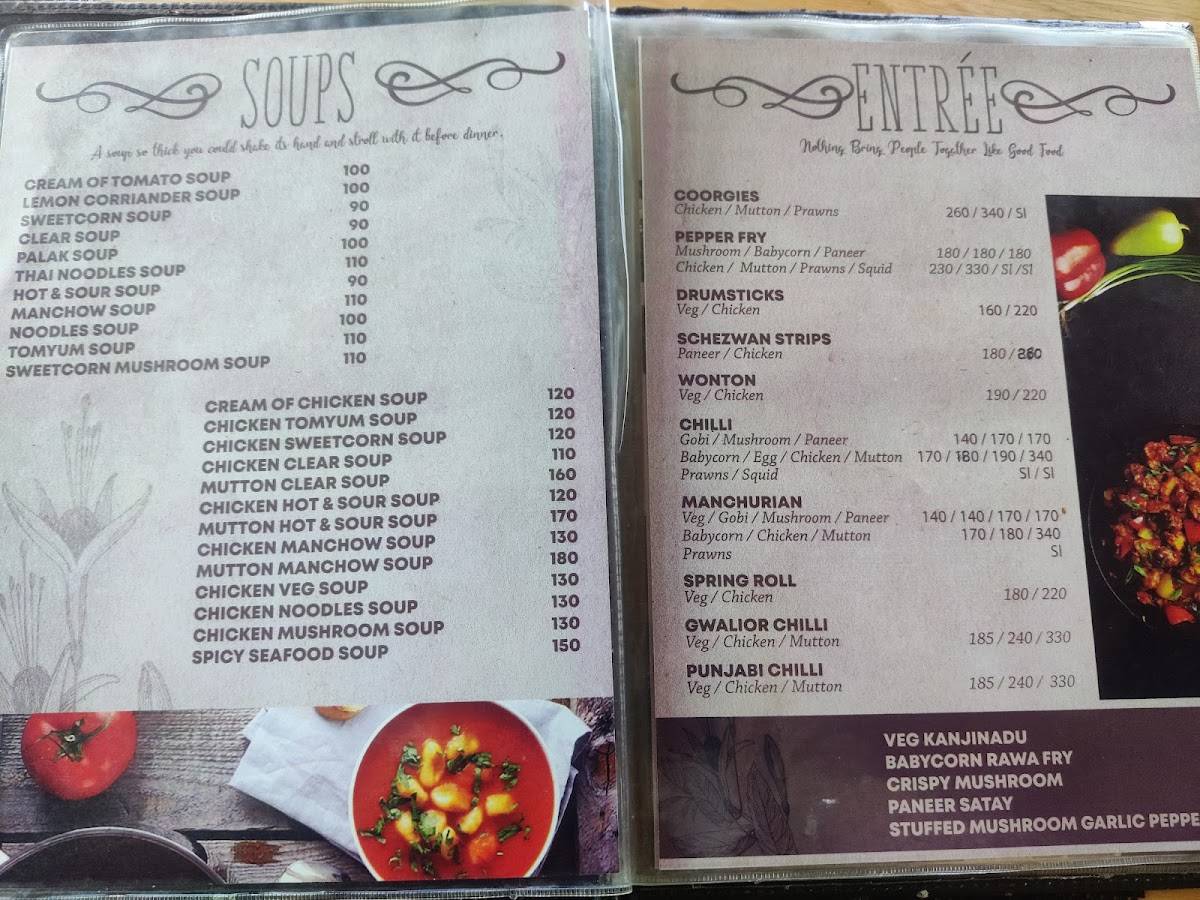 SOUPS
A soup so thick you could shake its hand and stroll with it before dinner.
CREAM OF TOMATO SOUP 100
LEMON CORRIANDER SOUP 100
SWEETCORN SOUP 90
CLEAR SOUP 90
PALAK SOUP 100
THAI NOODLES SOUP 110
HOT & SOUR SOUP 90
MANCHOW SOUP 110
NOODLES SOUP 100
TOMYUM SOUP 110
SWEETCORN MUSHROOM SOUP 110
CREAM OF CHICKEN SOUP 120
CHICKEN TOMYUM SOUP 120
CHICKEN SWEETCORN SOUP 120
CHICKEN CLEAR SOUP 110
MUTTON CLEAR SOUP 160
CHICKEN HOT & SOUR SOUP 120
MUTTON HOT & SOUR SOUP 170
CHICKEN MANCHOW SOUP 130
MUTTON MANCHOW SOUP 180
CHICKEN VEG SOUP 130
CHICKEN NOODLES SOUP 130
CHICKEN MUSHROOM SOUP 130
SPICY SEAFOOD SOUP 150
ENTRÉE
Nothing Bring People Together Like Good Food
COORGIES
Chicken / Mutton / Prawns 260 / 340 / SI
PEPPER FRY
Mushroom / Babycorn / Paneer 180 / 180 / 180
Chicken / Mutton / Prawns / Squid 230 / 330 / SI / SI
DRUMSTICKS
Veg / Chicken 160 / 220
SCHEZWAN STRIPS
Paneer / Chicken 180 /
WONTON
Veg / Chicken 190 / 220
CHILLI
Gobi / Mushroom / Paneer 140 / 170 / 170
Babycorn / Egg / Chicken / Mutton 170 / 180 / 190 / 340
Prawns / Squid SI / SI
MANCHURIAN
Veg / Gobi / Mushroom / Paneer 140 / 140 / 170 / 170
Babycorn / Chicken / Mutton 170 / 180 / 340
Prawns SI
SPRING ROLL
Veg / Chicken 180 / 220
GWALIOR CHILLI
Veg / Chicken / Mutton 185 / 240 / 330
PUNJABI CHILLI
Veg / Chicken / Mutton 185 / 240 / 330
VEG KANJINADU
BABYCORN RAWA FRY
CRISPY MUSHROOM
PANEER SATAY
STUFFED MUSHROOM GARLIC PEPPE